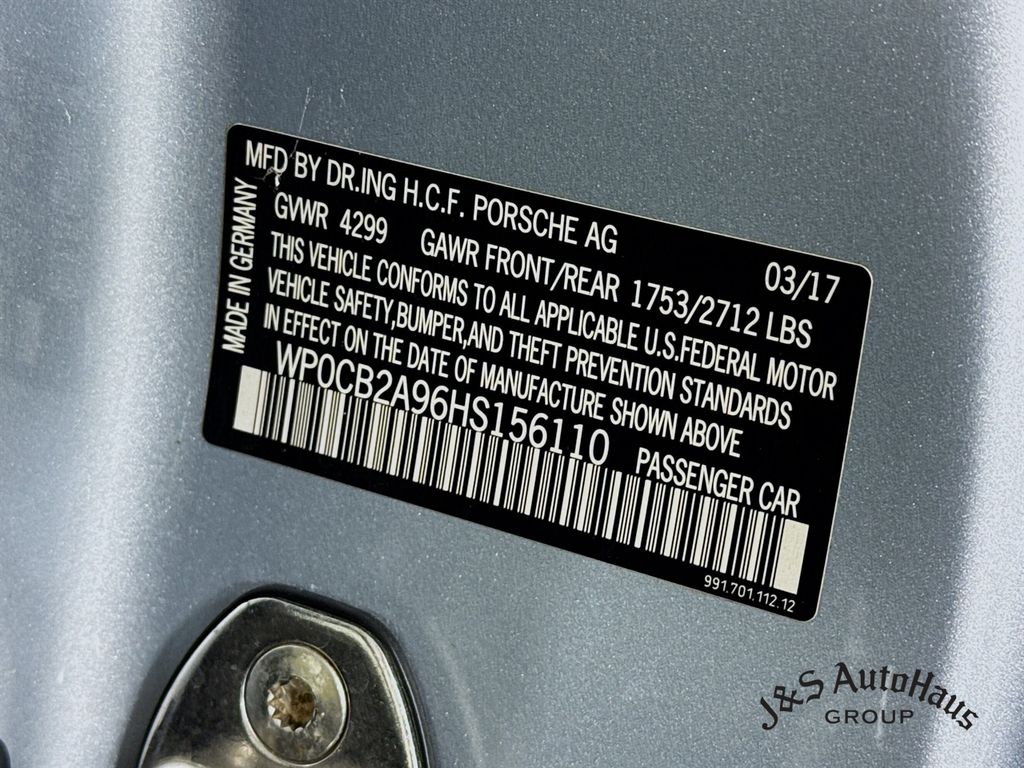 MFD BY DR.ING H.C.F. PORSCHE AG 03/17
GVWR 4299 GAWR FRONT/REAR 1753/2712 LBS
THIS VEHICLE CONFORMS TO ALL APPLICABLE U.S.FEDERAL MOTOR
VEHICLE SAFETY,BUMPER,AND THEFT PREVENTION STANDARDS
IN EFFECT ON THE DATE OF MANUFACTURE SHOWN ABOVE
WP0CB2A96HS156110 PASSENGER CAR
991.701.112.12
MADE IN GERMANY
J&S AutoHaus
GROUP